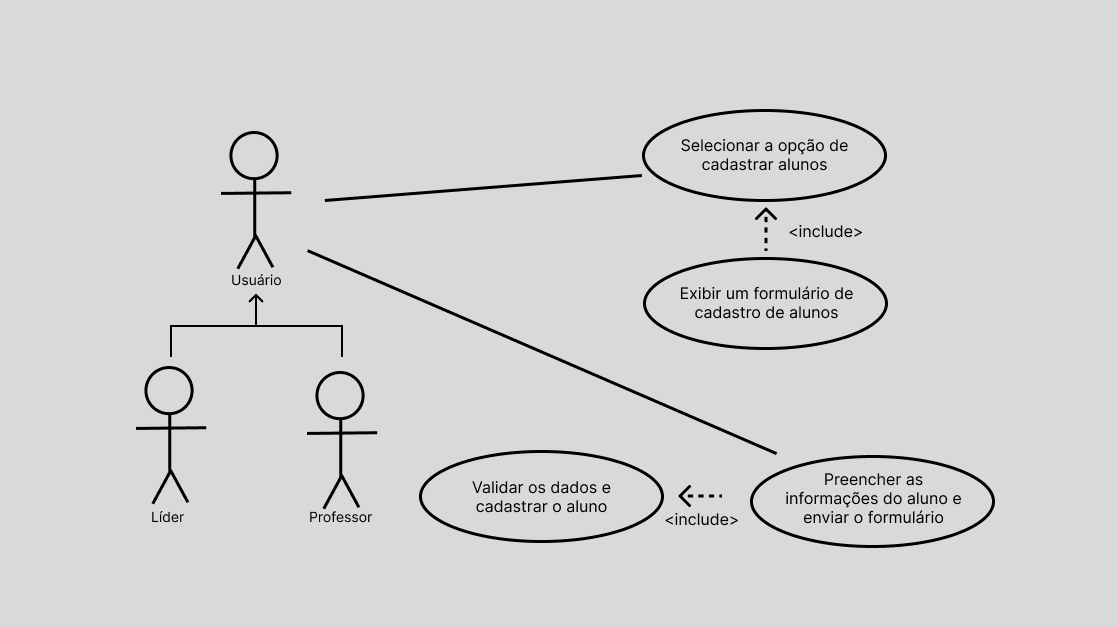 Selecionar a opção de
cadastrar alunos
<include>
Usuário
Exibir um formulário de
cadastro de alunos
Líder
Professor
Validar os dados e
cadastrar o aluno
<include>
Preencher as
informações do aluno e
enviar o formulário